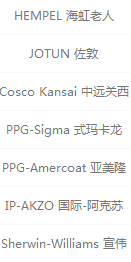 HEMPEL 海虹老人
JOTUN 佐敦
Cosco Kansai 中远关西
PPG-Sigma 式玛卡龙
PPG-Amercoat 亚美隆
IP-AKZO 国际-阿克苏
Sherwin-Williams 宣伟